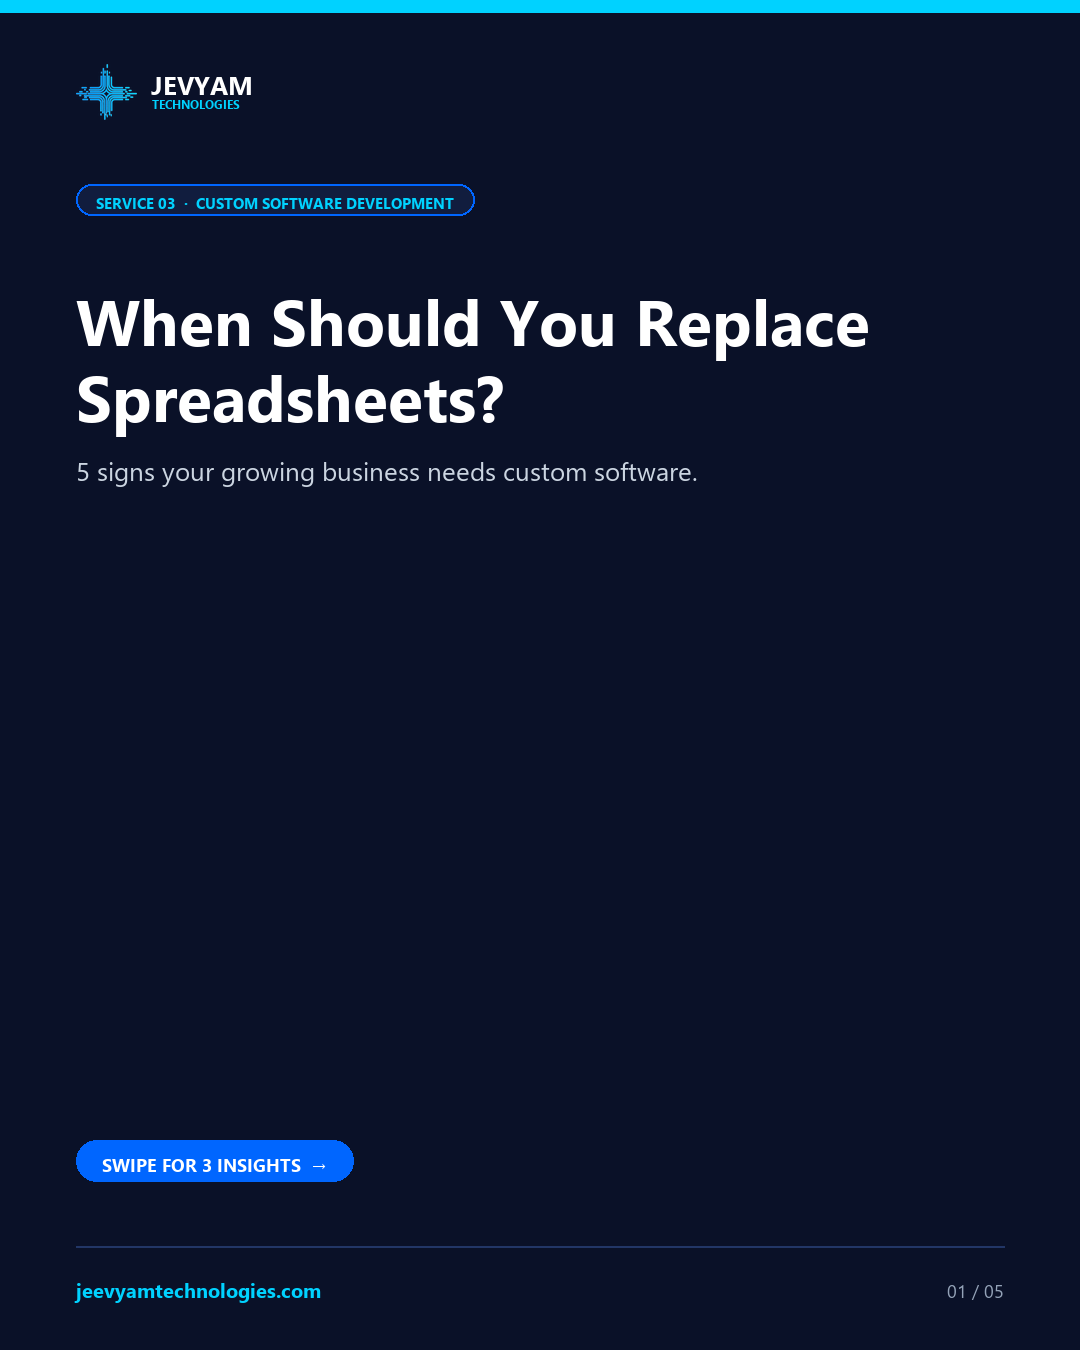 JEVYAM
TECHNOLOGIES
SERVICE 03 · CUSTOM SOFTWARE DEVELOPMENT
When Should You Replace
Spreadsheets?
5 signs your growing business needs custom software.
SWIPE FOR 3 INSIGHTS →
jeevyamtechnologies.com
01 / 05